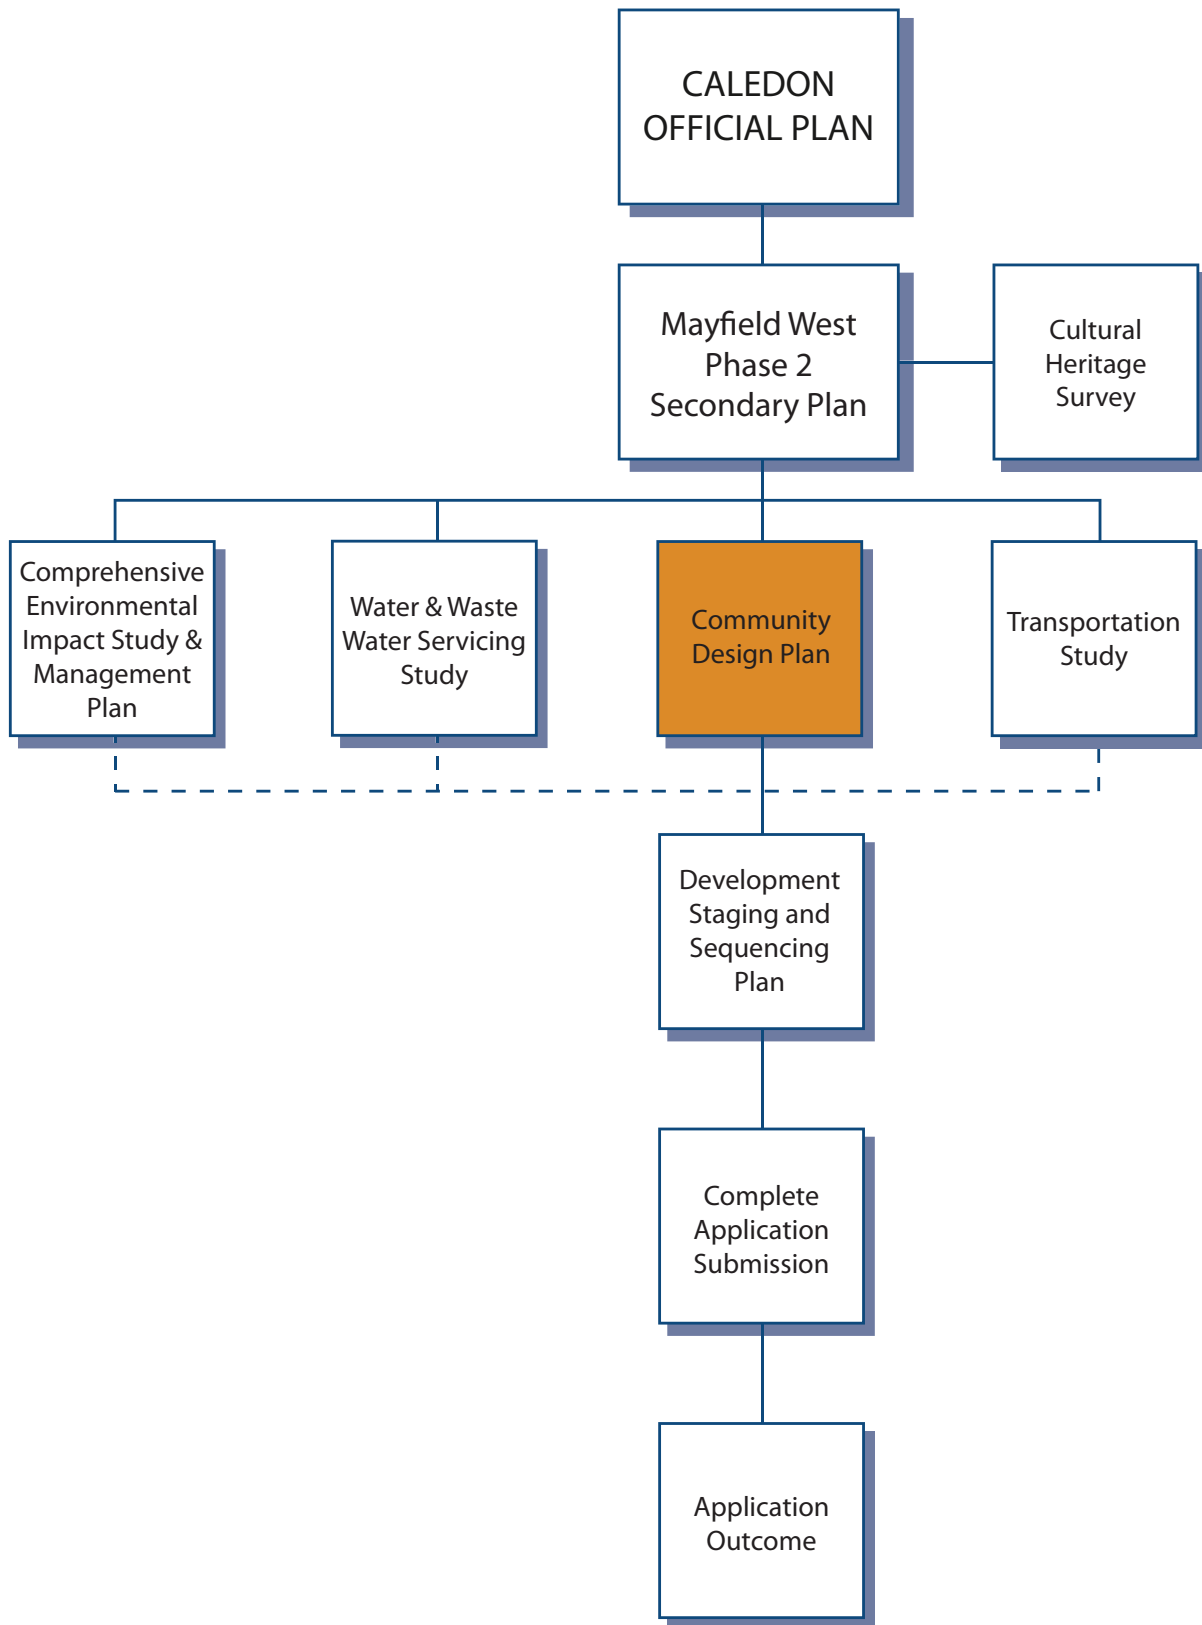 CALEDON
OFFICIAL PLAN
Mayfield West
Phase 2
Secondary Plan
Cultural
Heritage
Survey
Comprehensive
Environmental
Impact Study &
Management
Plan
Water & Waste
Water Servicing
Study
Community
Design Plan
Transportation
Study
Development
Staging and
Sequencing
Plan
Complete
Application
Submission
Application
Outcome